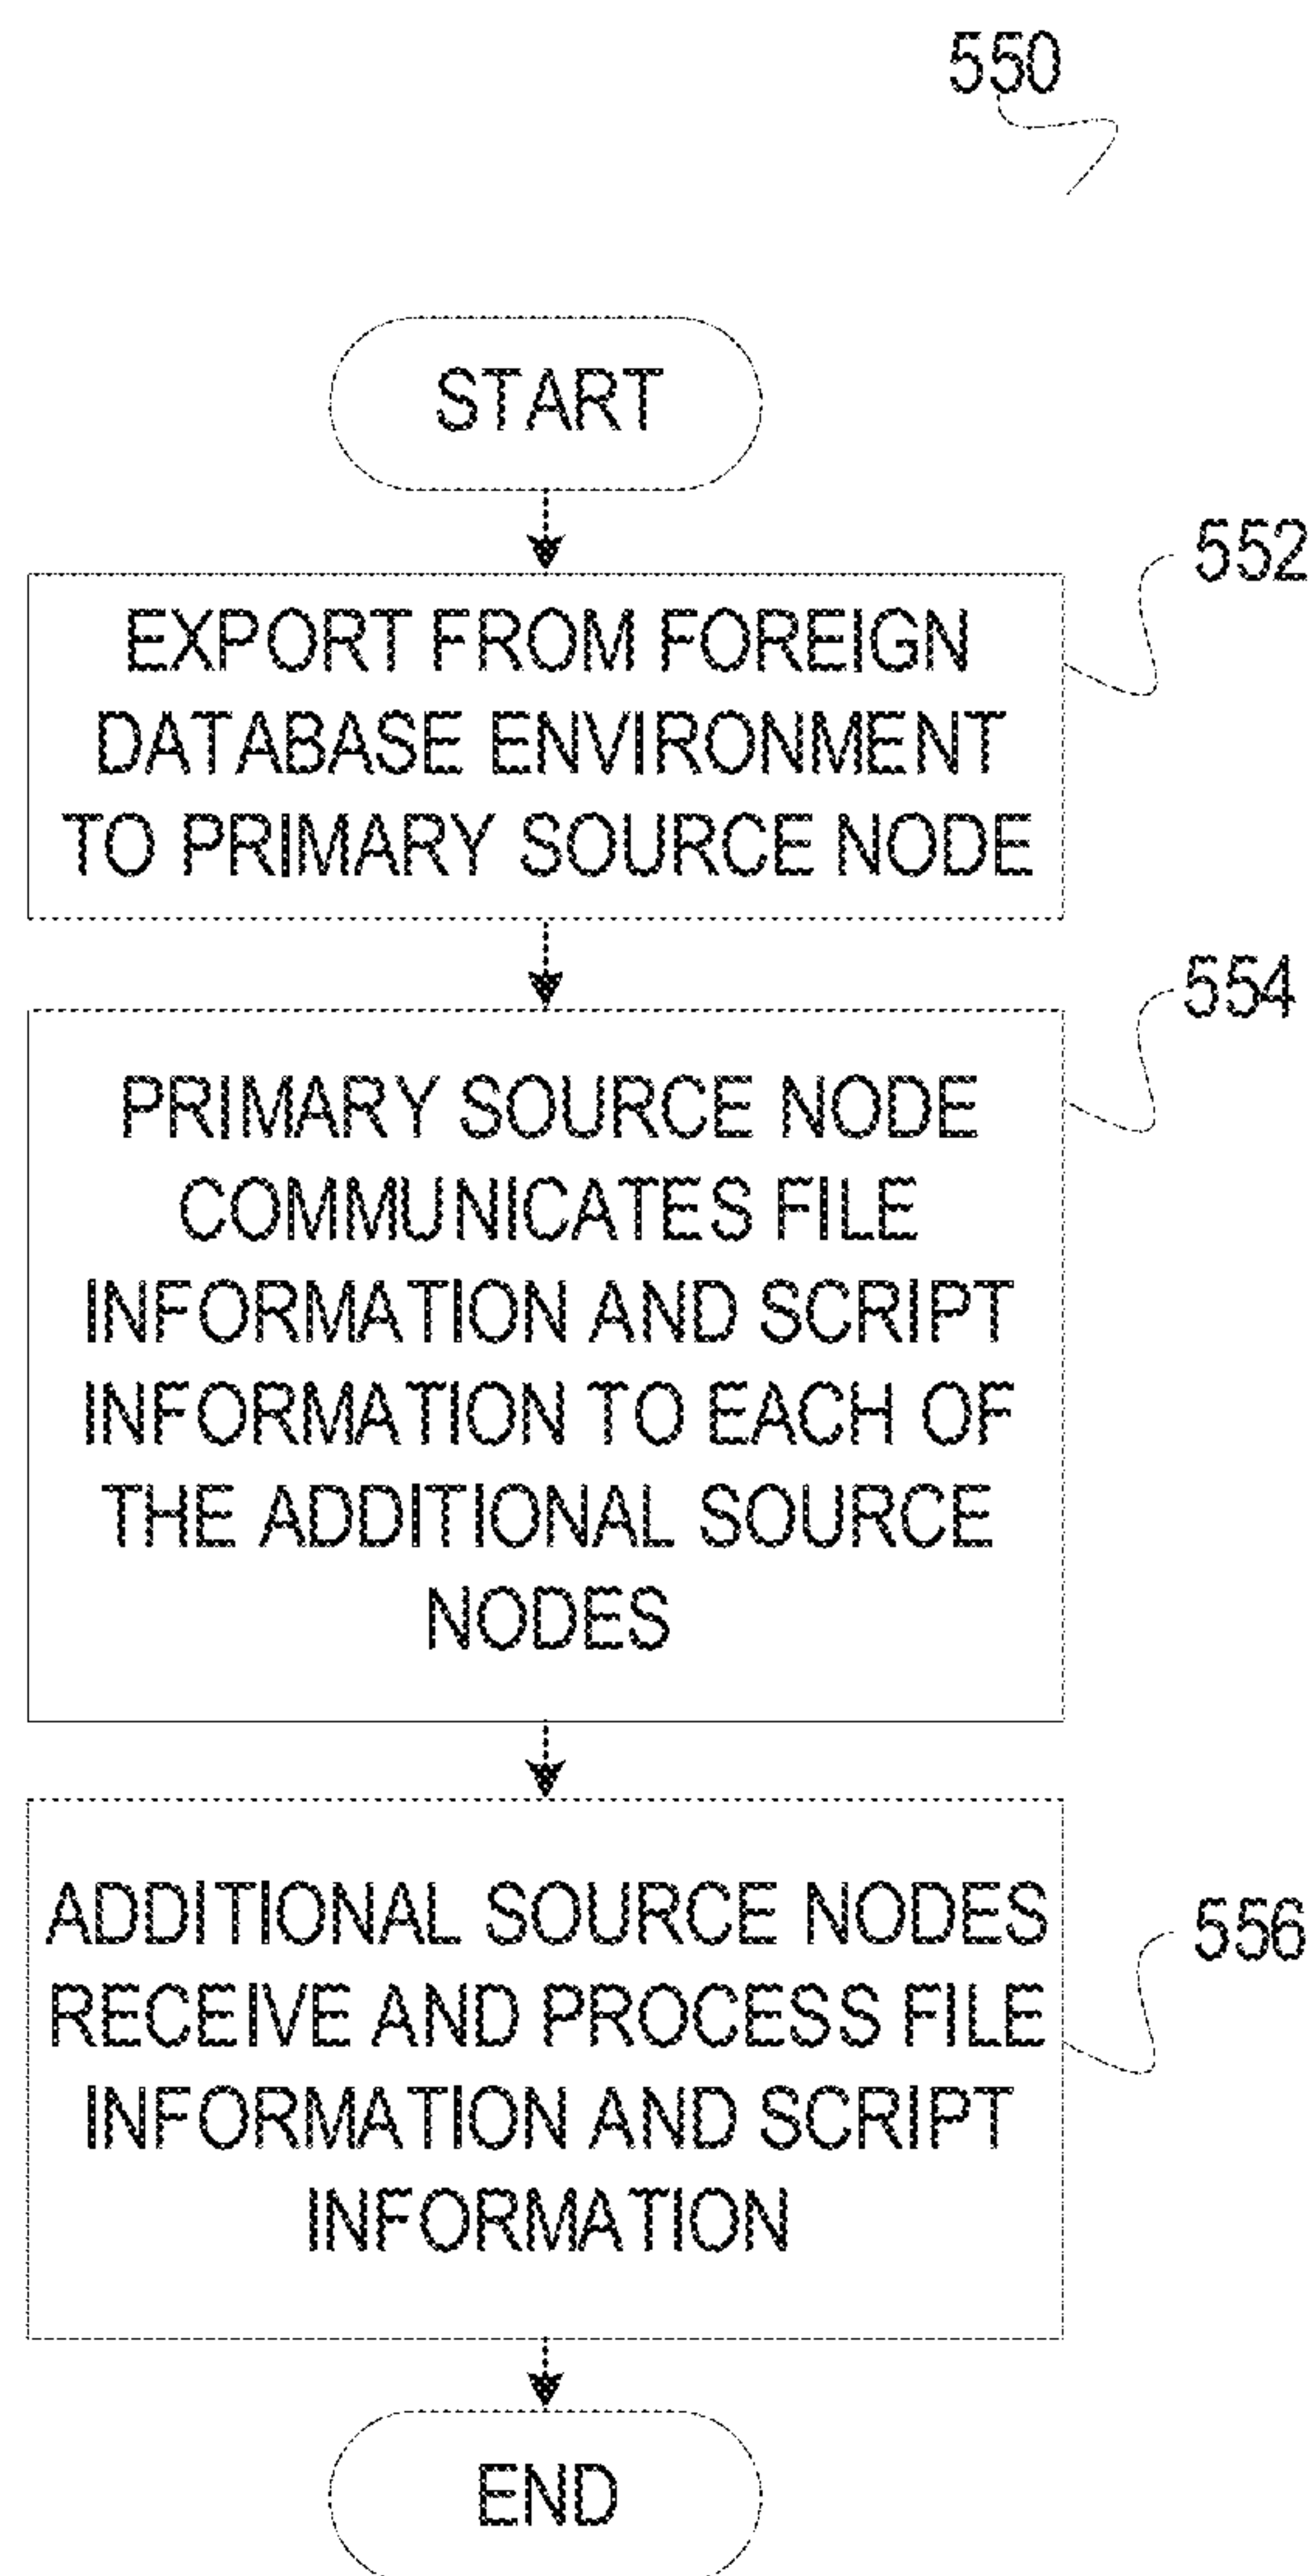 550
START
552
EXPORT FROM FOREIGN
DATABASE ENVIRONMENT
TO PRIMARY SOURCE NODE
554
PRIMARY SOURCE NODE
COMMUNICATES FILE
INFORMATION AND SCRIPT
INFORMATION TO EACH OF
THE ADDITIONAL SOURCE
NODES
556
ADDITIONAL SOURCE NODES
RECEIVE AND PROCESS FILE
INFORMATION AND SCRIPT
INFORMATION
END